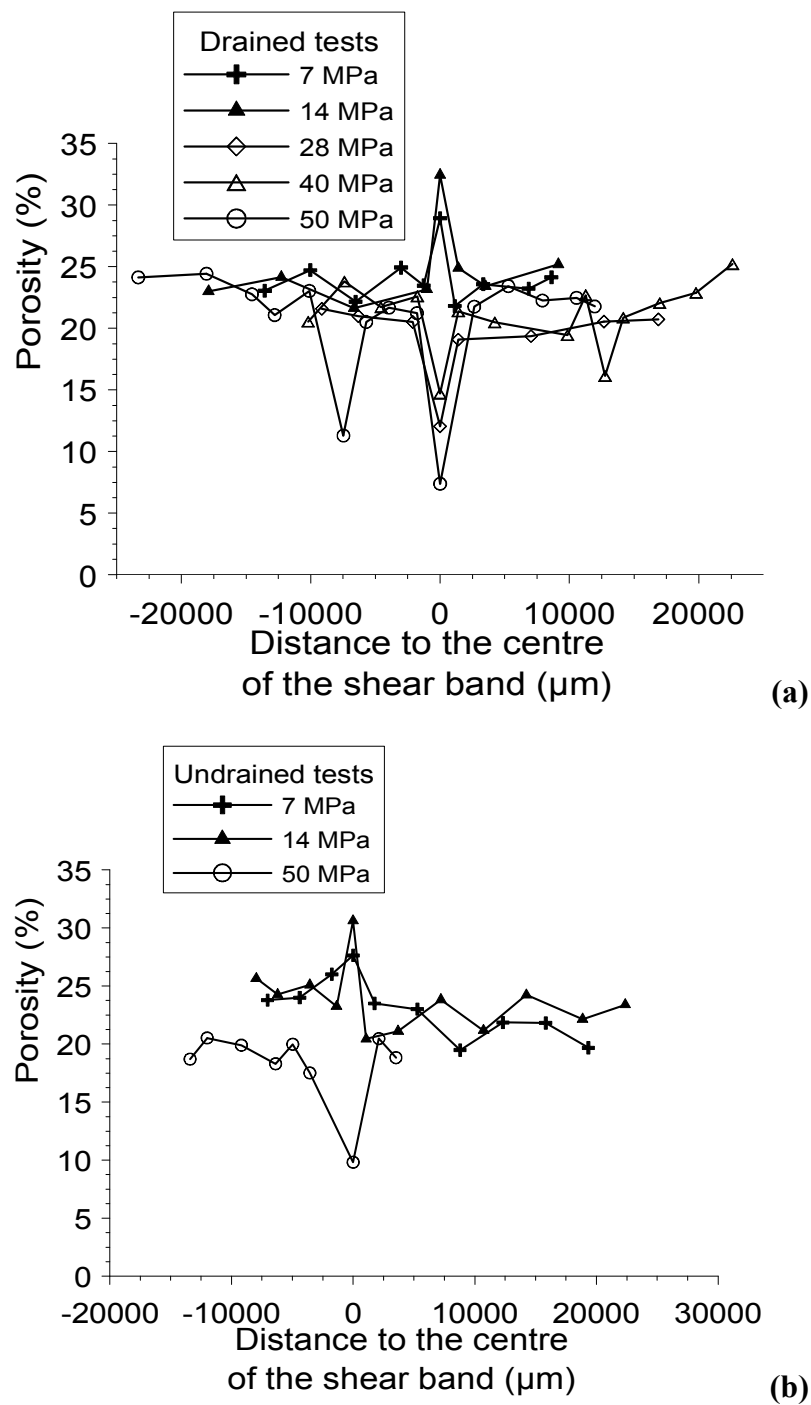 Drained tests
7 MPa
14 MPa
28 MPa
40 MPa
50 MPa
Porosity (%)
35
30
25
20
15
10
5
0
-20000 -10000 0 10000 20000
Distance to the centre
of the shear band (µm)
(a)
Undrained tests
7 MPa
14 MPa
50 MPa
Porosity (%)
35
30
25
20
15
10
5
0
-20000 -10000 0 10000 20000 30000
Distance to the centre
of the shear band (µm)
(b)